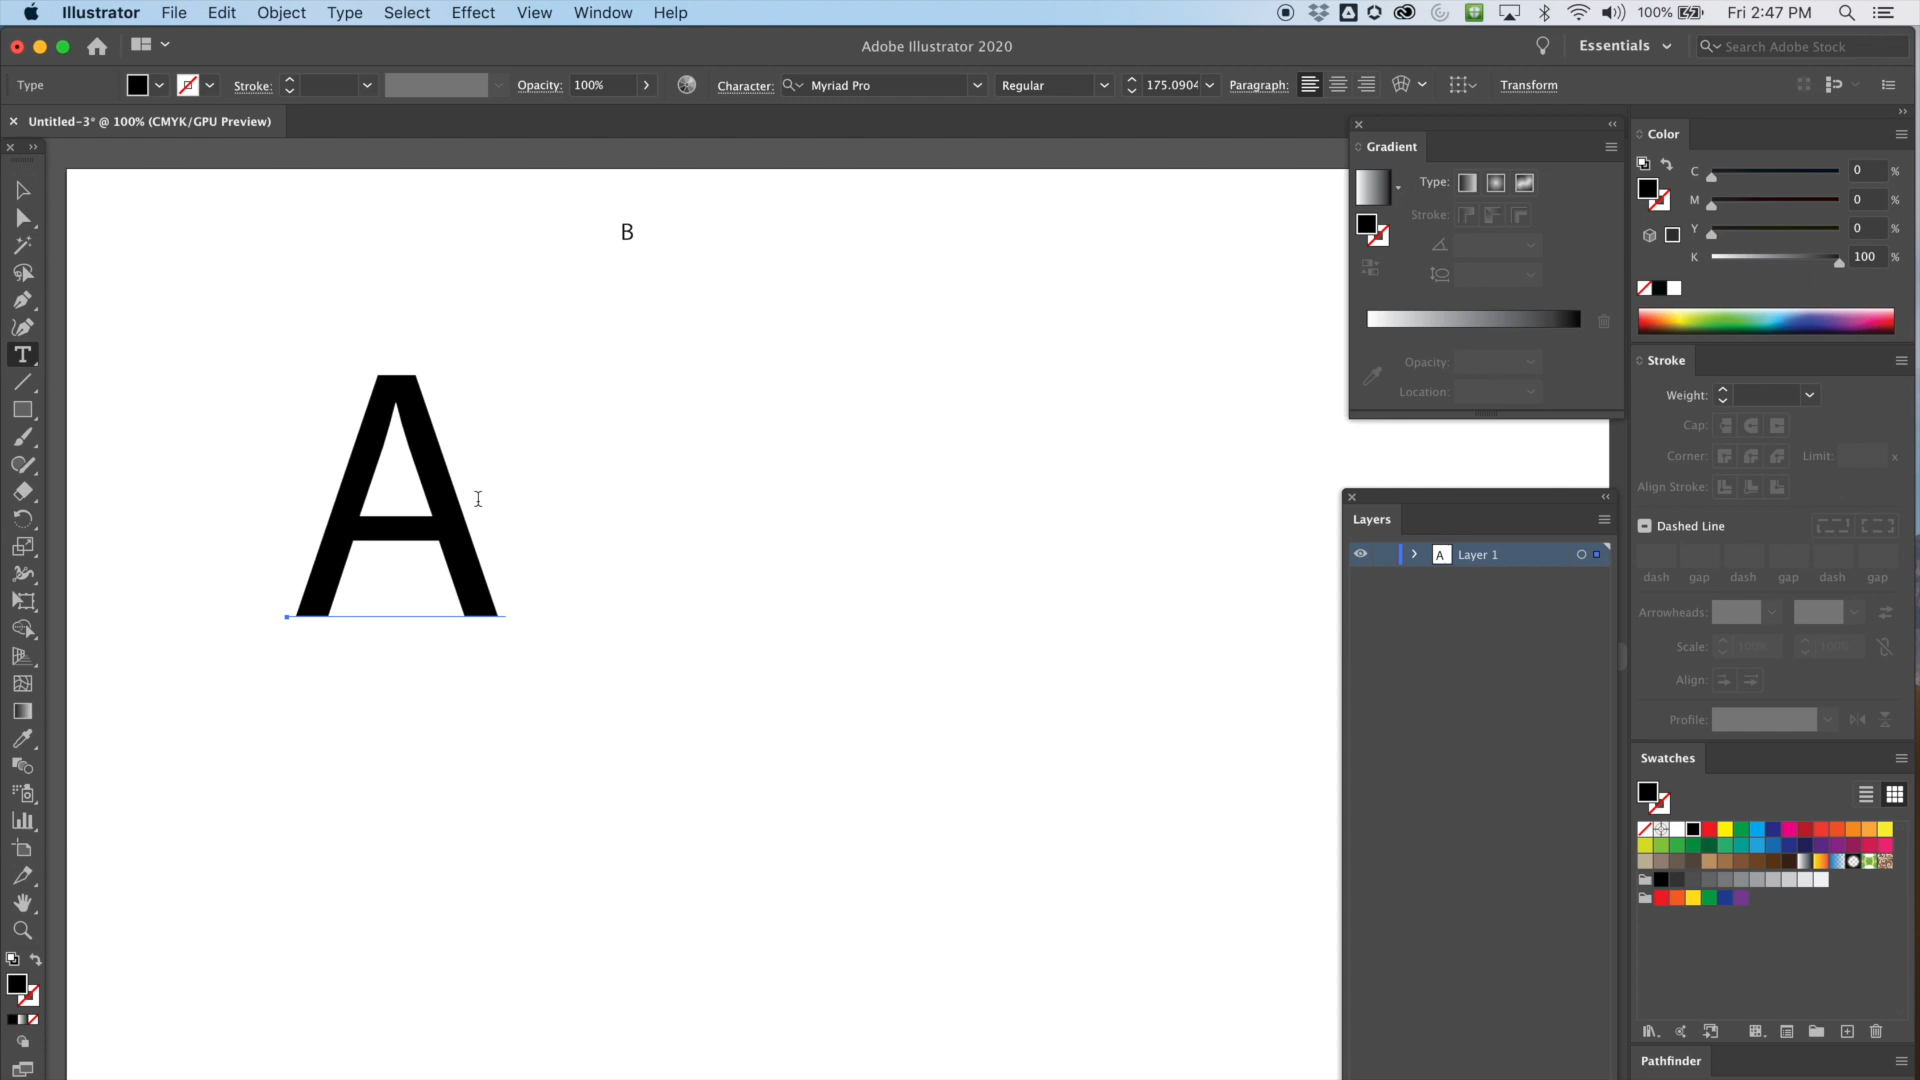 Illustrator File Edit Object Type Select Effect View Window Help 100% Fri 2:47 PM
Adobe Illustrator 2020 Essentials Search Adobe Stock
Type Stroke: Opacity: 100% Character: Myriad Pro Regular 175.0904 Paragraph: Transform
Untitled-3* @ 100% (CMYK/GPU Preview)
B
A
Gradient
Type:
Stroke:
Opacity:
Location:
Layers
A Layer 1
Color
C 0 %
M 0 %
Y 0 %
K 100 %
Stroke
Weight:
Cap:
Corner: Limit: x
Align Stroke:
Dashed Line
dash gap dash gap dash gap
Arrowheads:
Scale: 100% 100%
Align:
Profile:
Swatches
Pathfinder
T